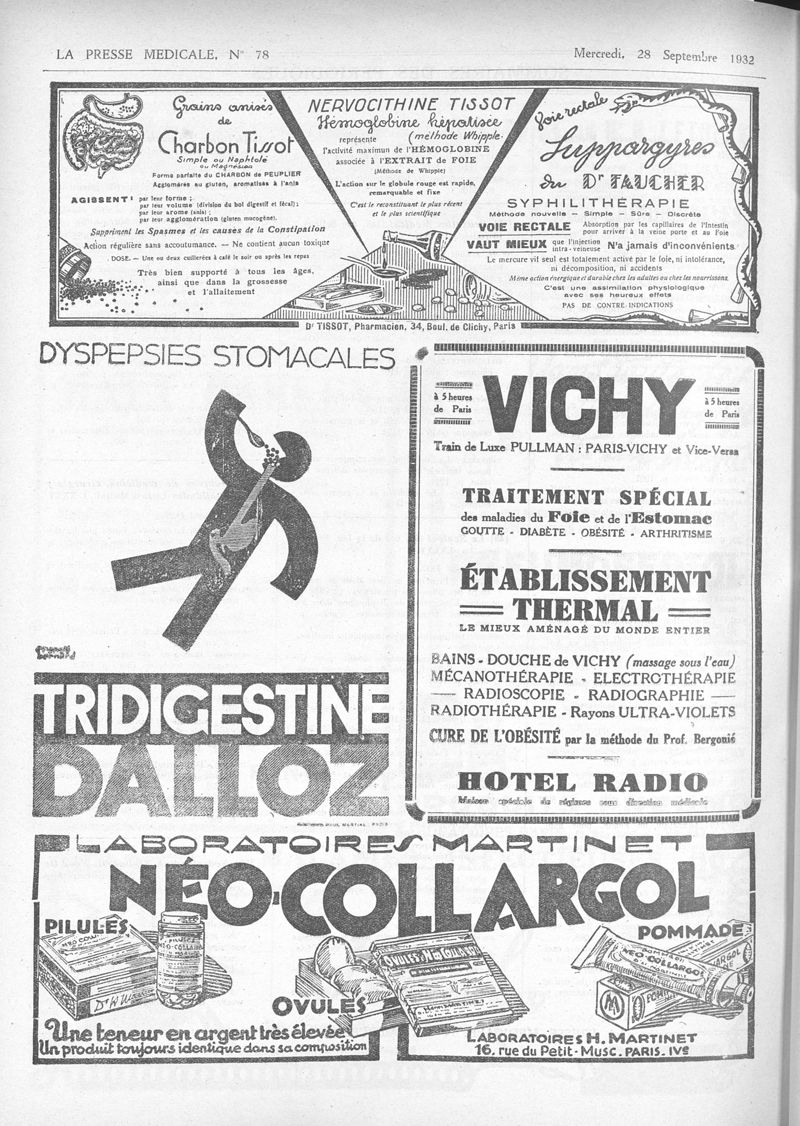 LA PRESSE MEDICALE, N° 78
Mercredi, 28 Septembre 1932
Grains anisés
de
Charbon Tissot
Simple ou Naphtolé
ou Magnésien
Forme parfaite du CHARBON de PEUPLIER
Agglomérés au gluten, aromatisés à l'anis
AGISSENT: par leur forme;
par leur volume (division du bol digestif et fécal);
par leur arome (anis);
par leur agglomération (gluten mucogène).
Suppriment les Spasmes et les causes de la Constipation
Action régulière sans accoutumance. — Ne contient aucun toxique
DOSE. - Une ou deux cuillerées à café le soir ou après les repas
Très bien supporté à tous les âges,
ainsi que dans la grossesse
et l'allaitement
NERVOCITHINE TISSOT
Hémoglobine hépatisée
représente (méthode Whipple-
l'activité maximun de l'HÉMOGLOBINE
associée à l'EXTRAIT de FOIE
(Méthode de Whipple)
L'action sur le globule rouge est rapide,
remarquable et fixe
C'est le reconstituant le plus récent
et le plus scientifique
Voie rectale
Suppargyres
du Dr FAUCHER
SYPHILITHÉRAPIE
Méthode nouvelle - Simple - Sûre - Discrète
VOIE RECTALE Absorption par les capillaires de l'intestin
pour arriver à la veine porte et au Foie
VAUT MIEUX que l'injection
intra-veineuse N'a jamais d'inconvénients
Le mercure vif seul est totalement activé par le foie, ni intolérance,
ni décomposition, ni accidents
Même action énergique et durable chez les adultes ou chez les nourrissons.
C'est une assimilation physiologique
avec ses heureux effets
PAS DE CONTRE-INDICATIONS
Dr TISSOT, Pharmacien, 34, Boul. de Clichy, Paris
DYSPEPSIES STOMACALES
TRIDIGESTINE
DALLOZ
à 5 heures
de Paris
VICHY
à 5 heures
de Paris
Train de Luxe PULLMAN : PARIS-VICHY et Vice-Versa
TRAITEMENT SPÉCIAL
des maladies du Foie et de l'Estomac
GOUTTE - DIABÈTE - OBÉSITÉ - ARTHRITISME
ÉTABLISSEMENT
THERMAL
LE MIEUX AMÉNAGÉ DU MONDE ENTIER
BAINS - DOUCHE de VICHY (massage sous l'eau)
MÉCANOTHÉRAPIE - ELECTROTHÉRAPIE
RADIOSCOPIE - RADIOGRAPHIE
RADIOTHÉRAPIE - Rayons ULTRA-VIOLETS
CURE DE L'OBÉSITÉ par la méthode du Prof. Bergonié
HOTEL RADIO
Maison spéciale de régimes sous direction médicale
LABORATOIRES MARTINET
NÉO-COLLARGOL
PILULES
OVULES
OVULES
POMMADE
NÉO-COLLARGOL
Une teneur en argent très élevée
Un produit toujours identique dans sa composition
LABORATOIRES H. MARTINET
16, rue du Petit-Musc. PARIS. IVe